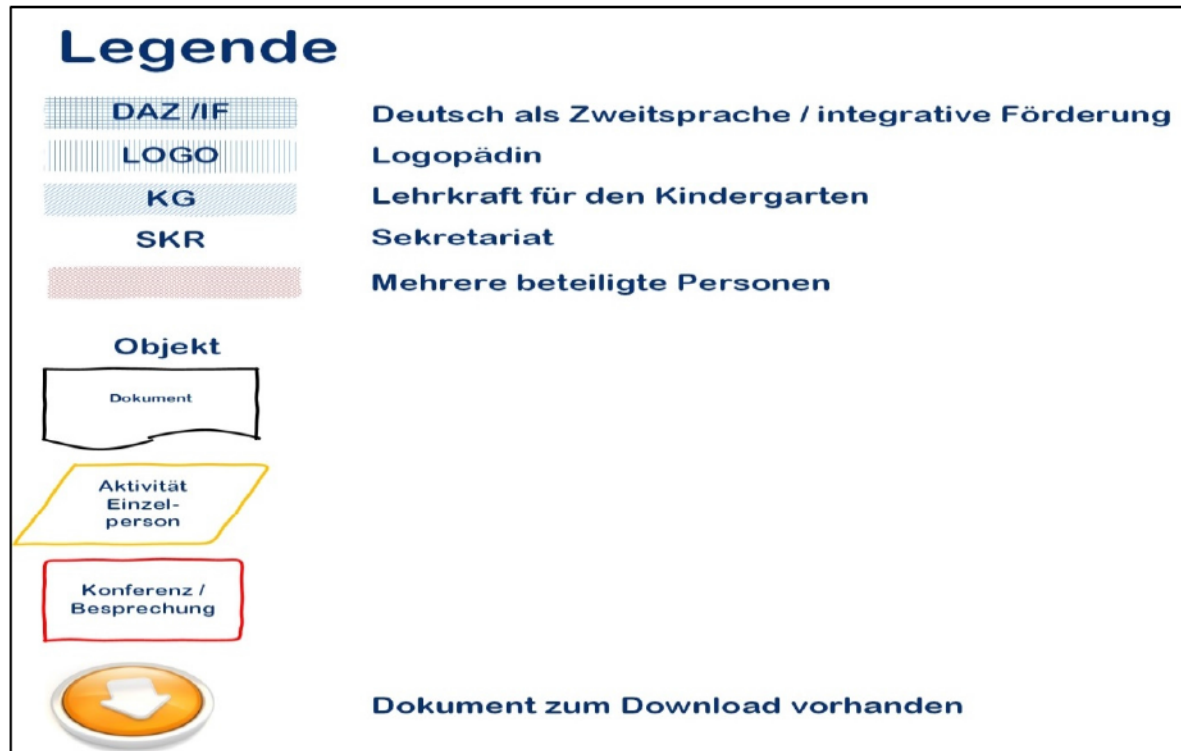 Legende
DAZ /IF Deutsch als Zweitsprache / integrative Förderung
LOGO Logopädin
KG Lehrkraft für den Kindergarten
SKR Sekretariat
Mehrere beteiligte Personen
Objekt
Dokument
Aktivität
Einzel-
person
Konferenz /
Besprechung
Dokument zum Download vorhanden